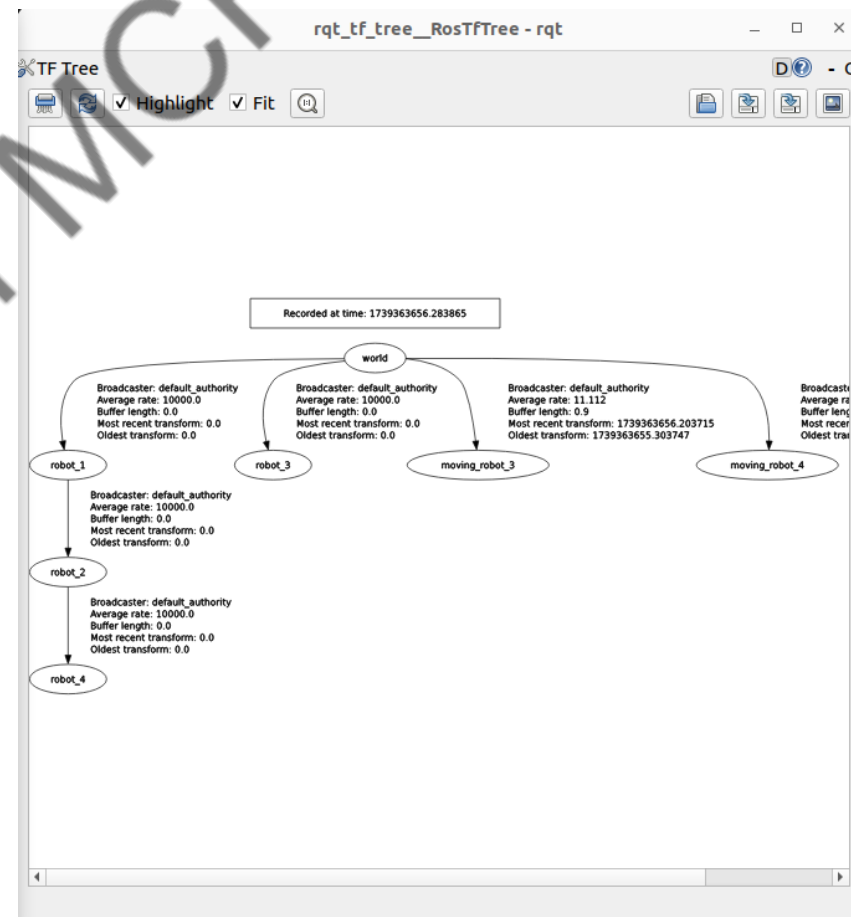 rqt_tf_tree__RosTfTree - rqt
TF Tree
D
-
Highlight
Fit
Recorded at time: 1739363656.283865
world
Broadcaster: default_authority
Average rate: 10000.0
Buffer length: 0.0
Most recent transform: 0.0
Oldest transform: 0.0
Broadcaster: default_authority
Average rate: 10000.0
Buffer length: 0.0
Most recent transform: 0.0
Oldest transform: 0.0
Broadcaster: default_authority
Average rate: 11.112
Buffer length: 0.9
Most recent transform: 1739363656.203715
Oldest transform: 1739363655.303747
robot_1
robot_3
moving_robot_3
moving_robot_4
Broadcaster: default_authority
Average rate: 10000.0
Buffer length: 0.0
Most recent transform: 0.0
Oldest transform: 0.0
robot_2
Broadcaster: default_authority
Average rate: 10000.0
Buffer length: 0.0
Most recent transform: 0.0
Oldest transform: 0.0
robot_4